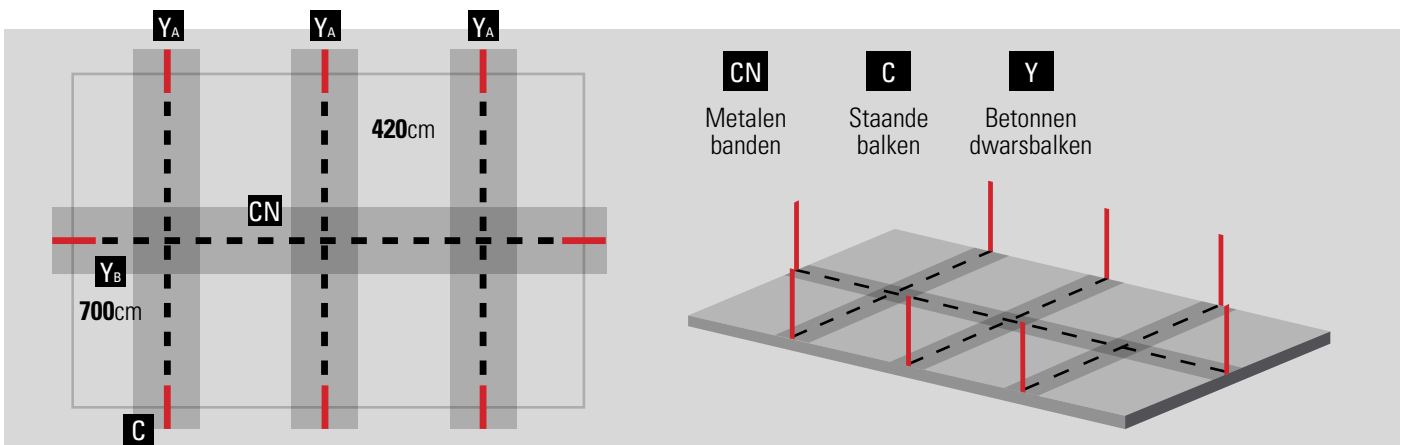 YA YA YA
420cm
CN
YB
700cm
C
CN
Metalen
banden
C
Staande
balken
Y
Betonnen
dwarsbalken